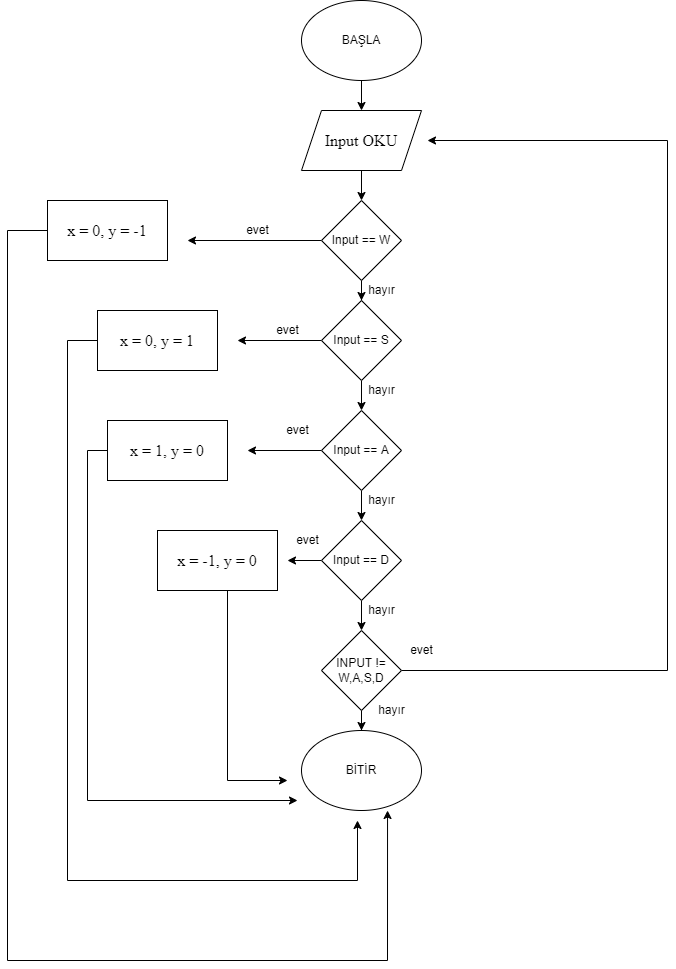 BAŞLA
Input OKU
Input == W
evet
x = 0, y = -1
hayır
Input == S
evet
x = 0, y = 1
hayır
Input == A
evet
x = 1, y = 0
hayır
Input == D
evet
x = -1, y = 0
hayır
INPUT !=
W,A,S,D
evet
hayır
BİTİR